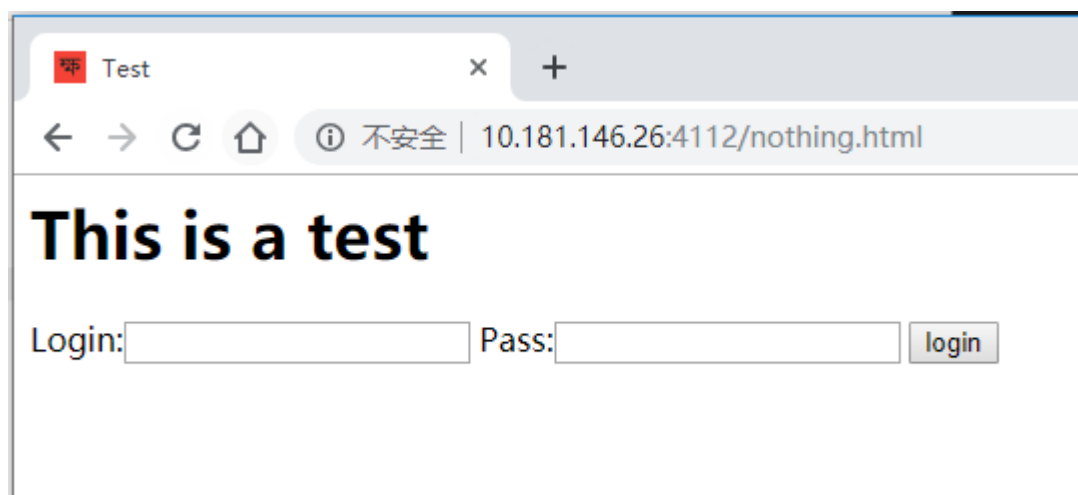 Test
不安全 | 10.181.146.26:4112/nothing.html
This is a test
Login: Pass: login